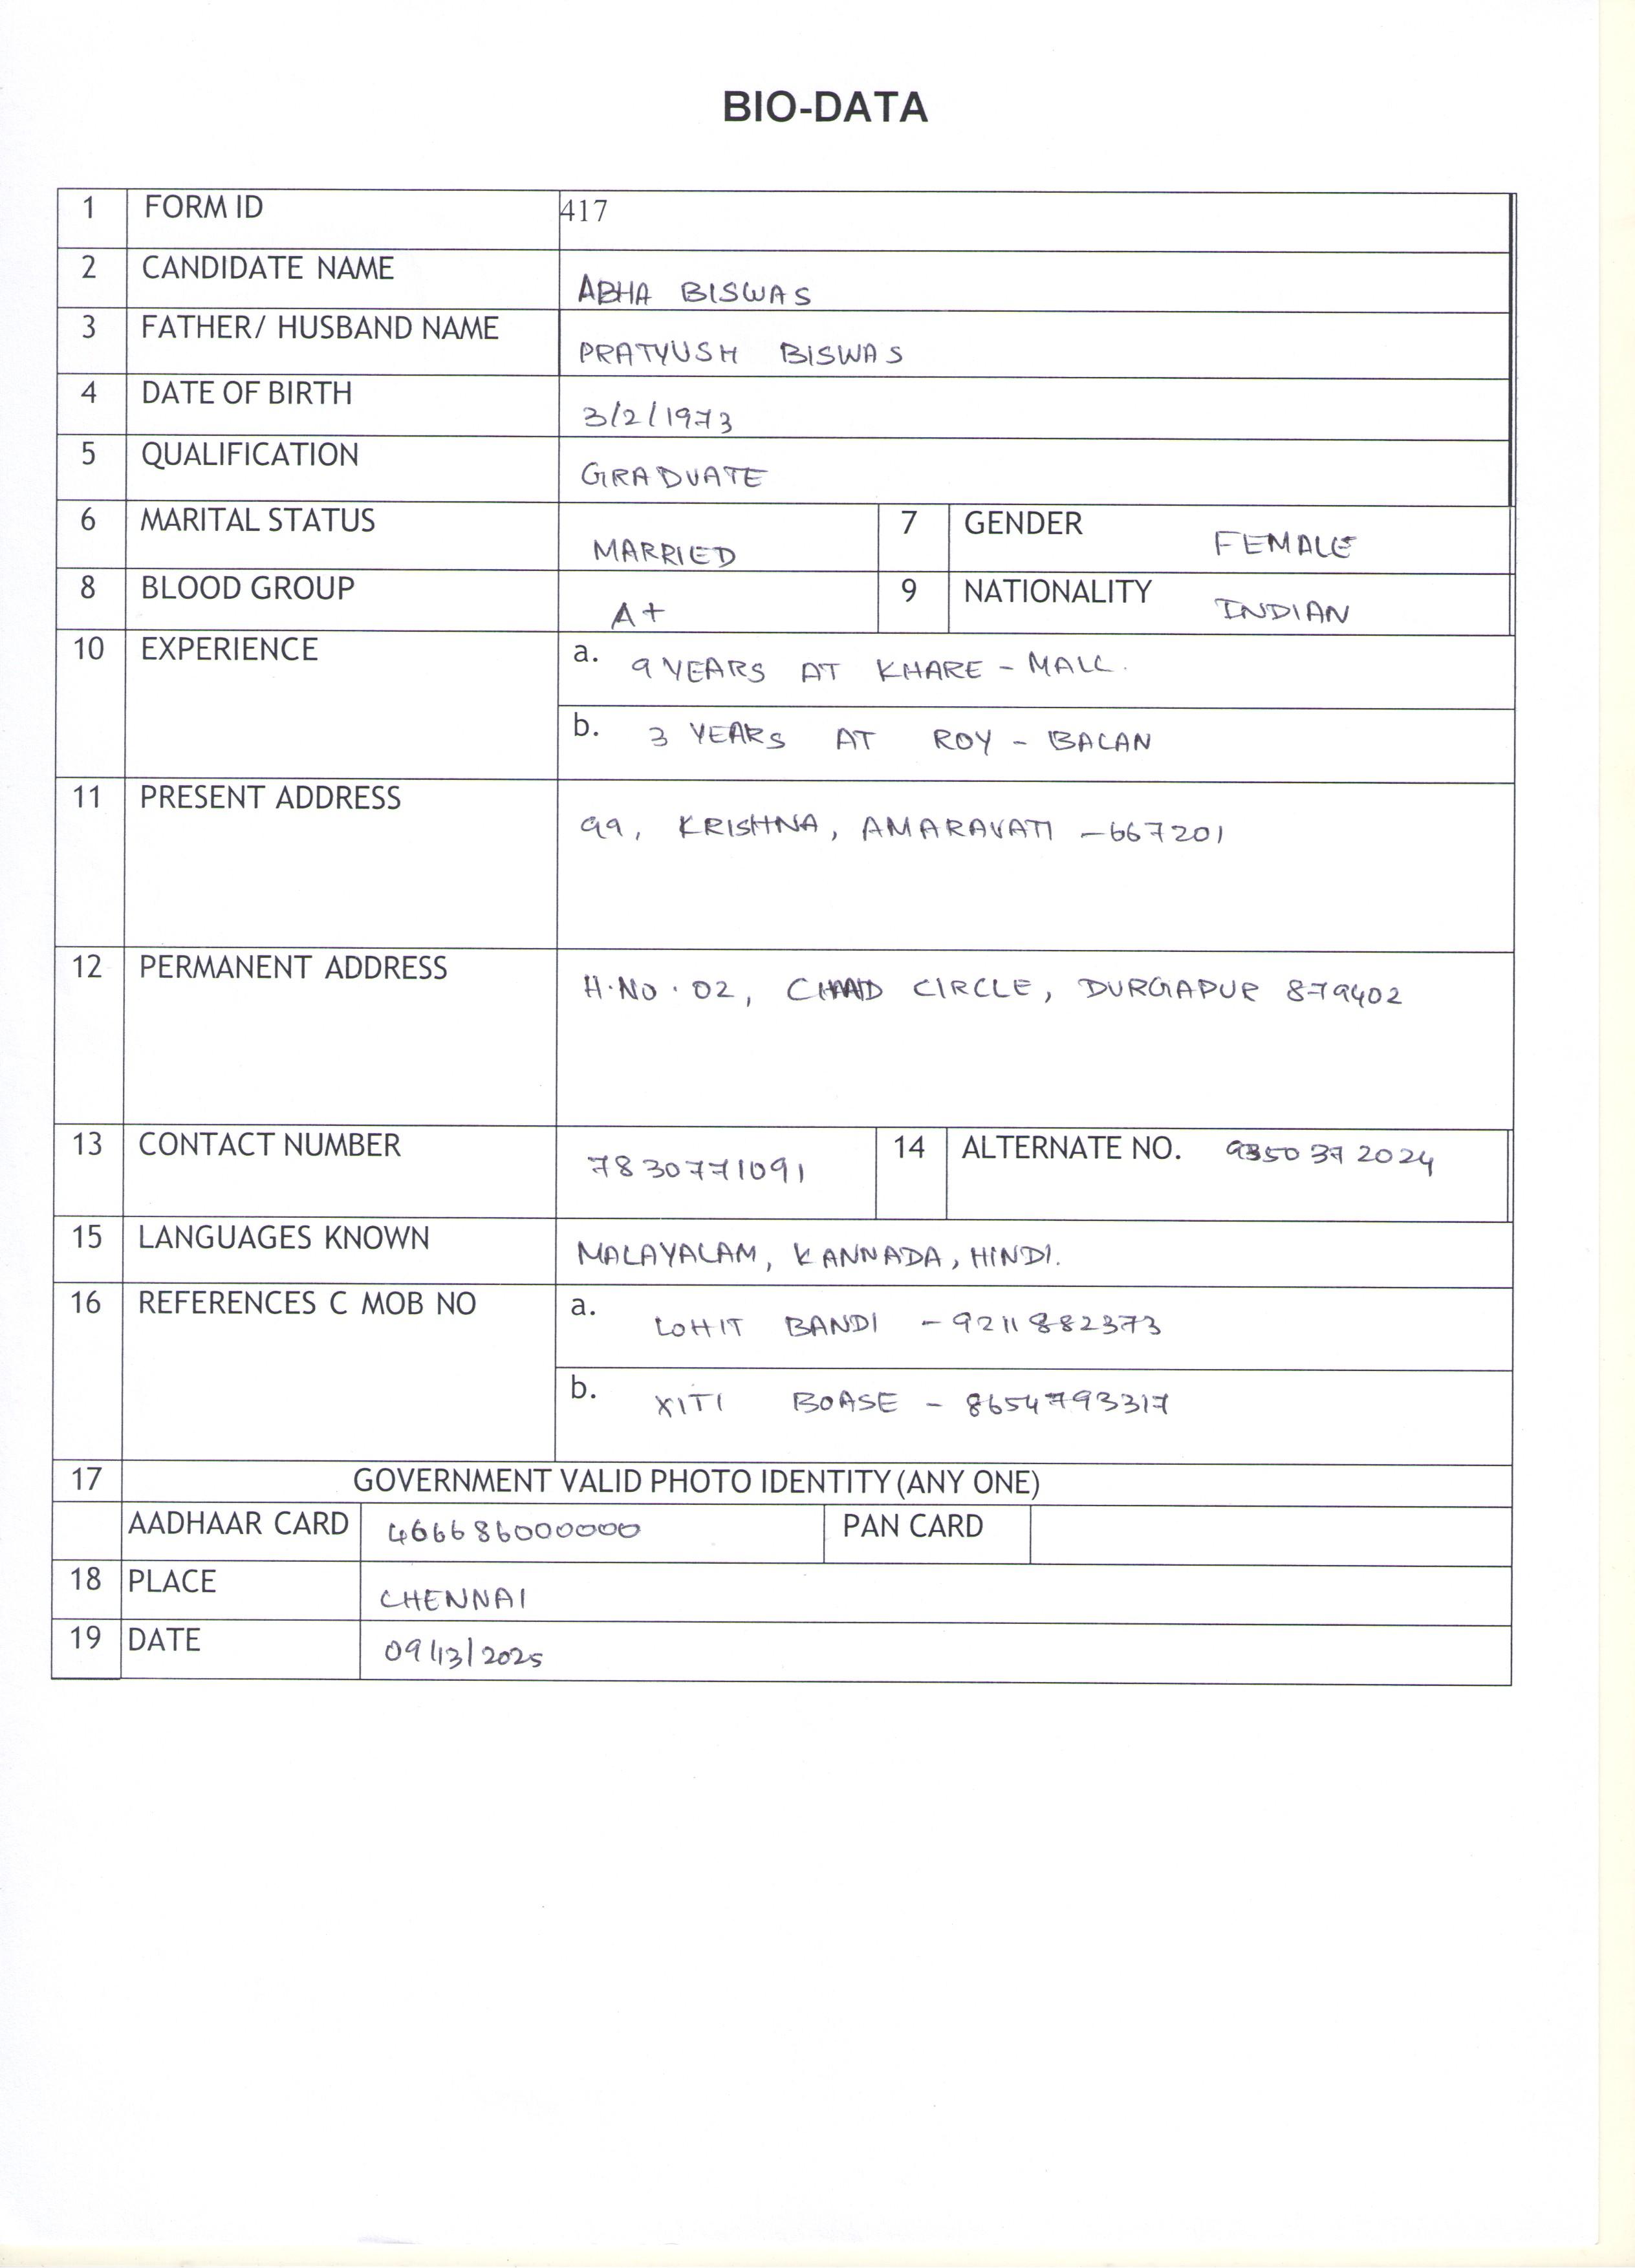 BIO-DATA
1 FORM ID 417
2 CANDIDATE NAME ABHA BISWAS
3 FATHER/ HUSBAND NAME PRATYUSH BISWAS
4 DATE OF BIRTH 3/2/1973
5 QUALIFICATION GRADUATE
6 MARITAL STATUS MARRIED 7 GENDER FEMALE
8 BLOOD GROUP A+ 9 NATIONALITY INDIAN
10 EXPERIENCE a. 9 YEARS AT KHARE - MALL.
b. 3 YEARS AT ROY - BALAN
11 PRESENT ADDRESS 99, KRISHNA, AMARAVATI -667201
12 PERMANENT ADDRESS H.NO. 02, CIRCLE, DURGAPUR 879402
13 CONTACT NUMBER 7830771091 14 ALTERNATE NO. 9350372024
15 LANGUAGES KNOWN MALAYALAM, KANNADA, HINDI.
16 REFERENCES C MOB NO a. LOHIT BANDI - 9211882373
b. XITI BOASE - 8654793317
17 GOVERNMENT VALID PHOTO IDENTITY (ANY ONE)
AADHAAR CARD 466686000000 PAN CARD
18 PLACE CHENNAI
19 DATE 09/13/2025